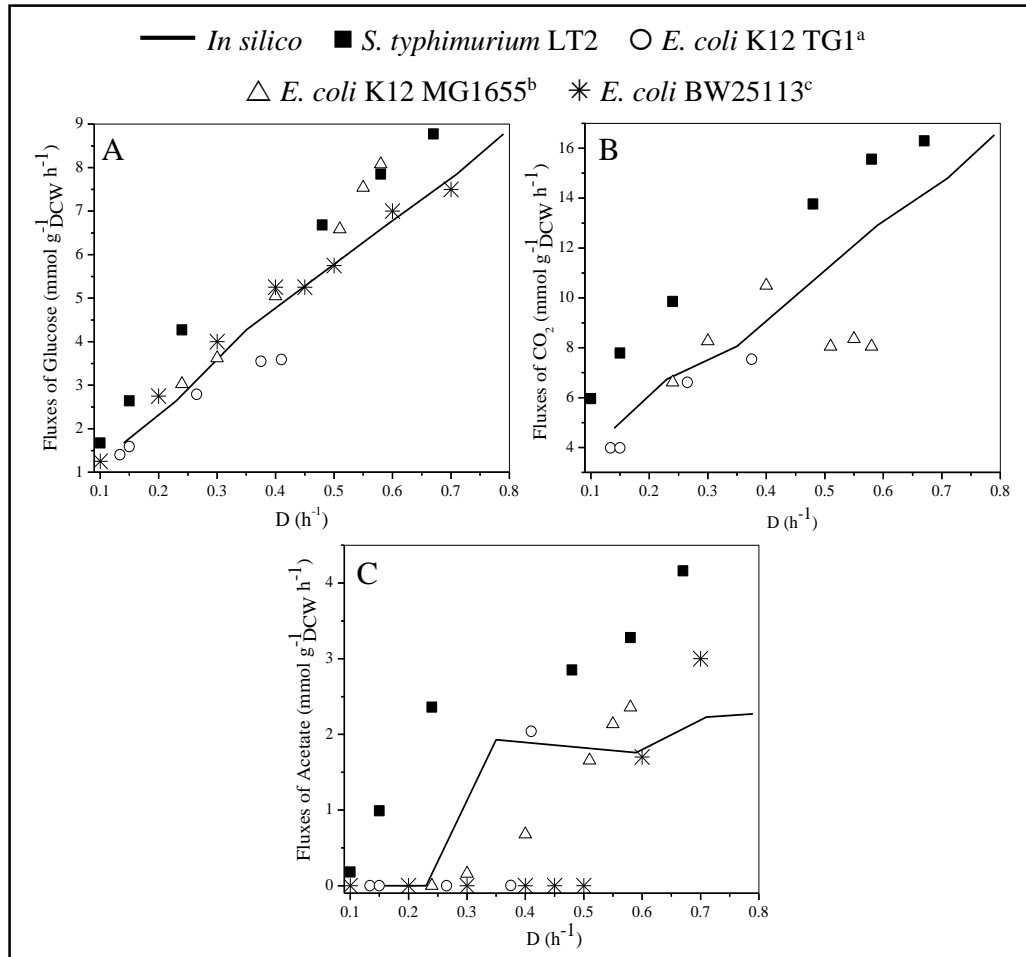 In silico S. typhimurium LT2 E. coli K12 TG1ᵃ
E. coli K12 MG1655ᵇ E. coli BW25113ᶜ
A
Fluxes of Glucose (mmol g⁻¹DCW h⁻¹)
9
8
7
6
5
4
3
2
1
0.1 0.2 0.3 0.4 0.5 0.6 0.7 0.8
D (h⁻¹)
B
Fluxes of CO₂ (mmol g⁻¹DCW h⁻¹)
16
14
12
10
8
6
4
0.1 0.2 0.3 0.4 0.5 0.6 0.7 0.8
D (h⁻¹)
C
Fluxes of Acetate (mmol g⁻¹DCW h⁻¹)
4
3
2
1
0
0.1 0.2 0.3 0.4 0.5 0.6 0.7 0.8
D (h⁻¹)